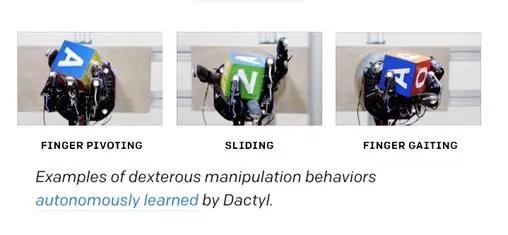 A
N
A O
FINGER PIVOTING
SLIDING
FINGER GAITING
Examples of dexterous manipulation behaviors
autonomously learned by Dactyl.